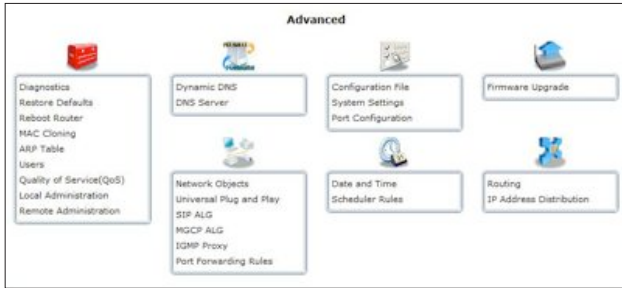 Advanced
Diagnostics
Restore Defaults
Reboot Router
MAC Cloning
ARP Table
Users
Quality of Service(QoS)
Local Administration
Remote Administration
Dynamic DNS
DNS Server
Network Objects
Universal Plug and Play
SIP ALG
MGCP ALG
IGMP Proxy
Port Forwarding Rules
Configuration File
System Settings
Port Configuration
Date and Time
Scheduler Rules
Firmware Upgrade
Routing
IP Address Distribution